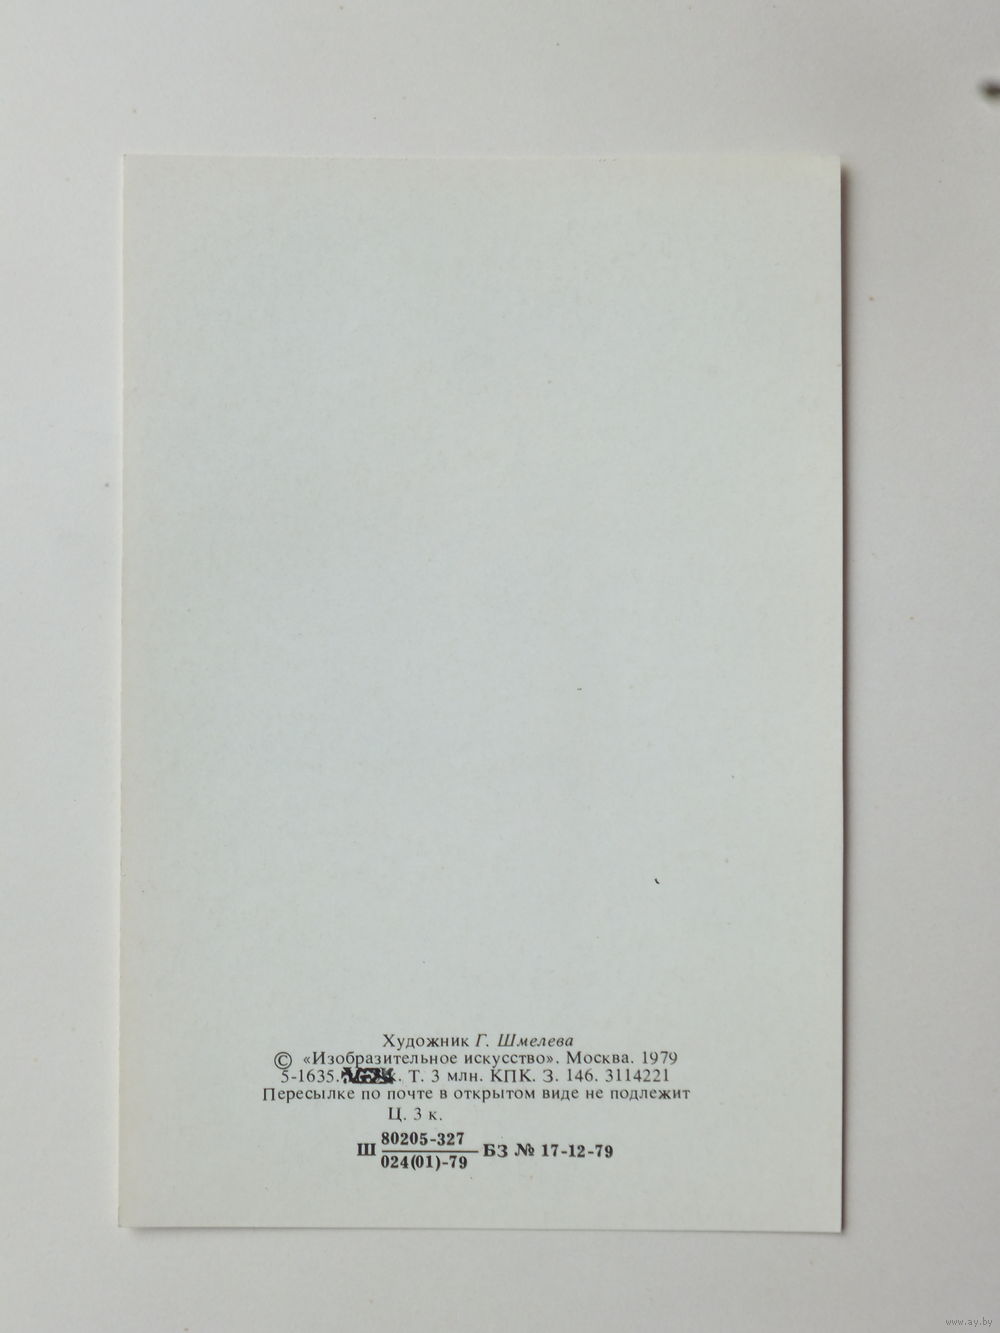 Художник Г. Шмелева
© «Изобразительное искусство». Москва. 1979
5-1635. Т. 3 млн. КПК. З. 146. 3114221
Пересылке по почте в открытом виде не подлежит
Ц. 3 к.
Ш 80205-327 БЗ № 17-12-79
024(01)-79
www.ay.by